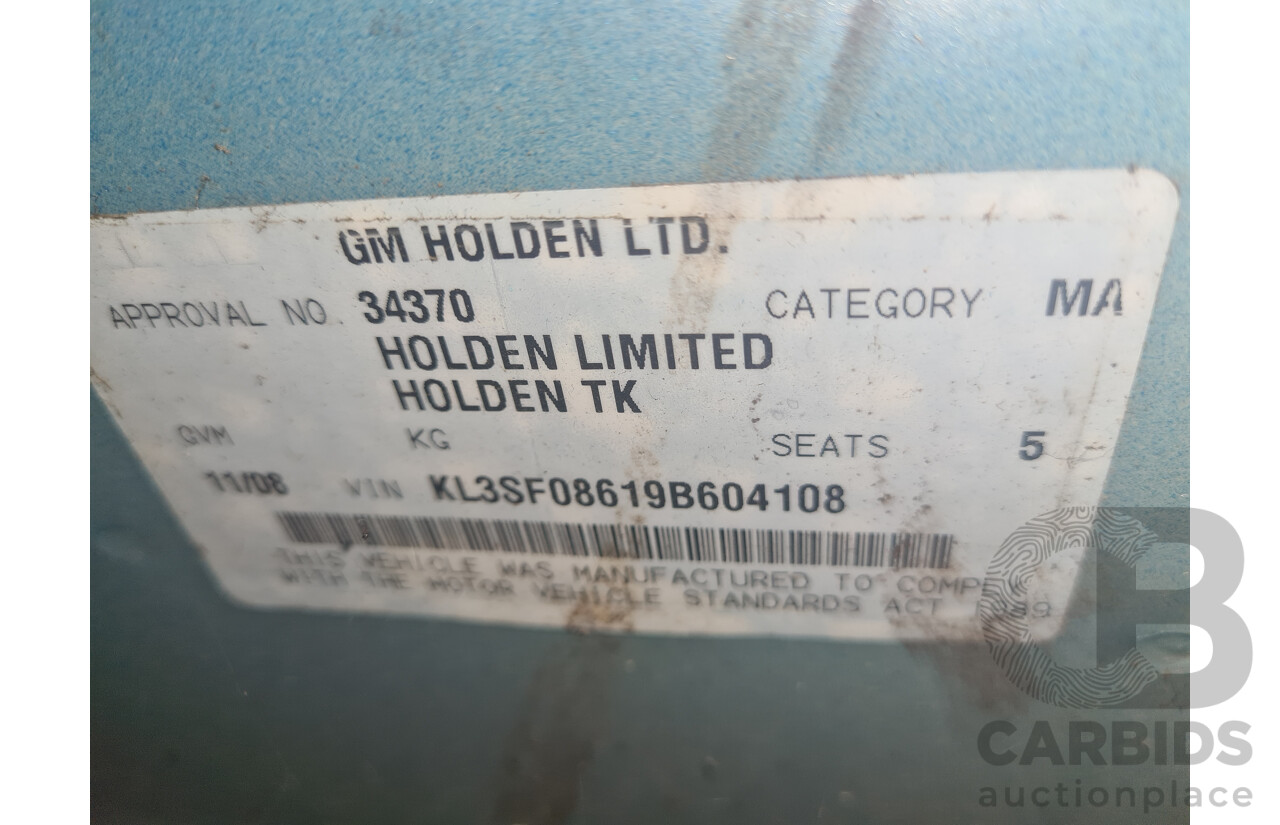 GM HOLDEN LTD.
APPROVAL NO. 34370 CATEGORY MA
HOLDEN LIMITED
HOLDEN TK
GVM KG SEATS 5
11/08 VIN KL3SF08619B604108
THIS VEHICLE WAS MANUFACTURED TO COMPLY
WITH THE MOTOR VEHICLE STANDARDS ACT 1989
CB
CARBIDS
auctionplace